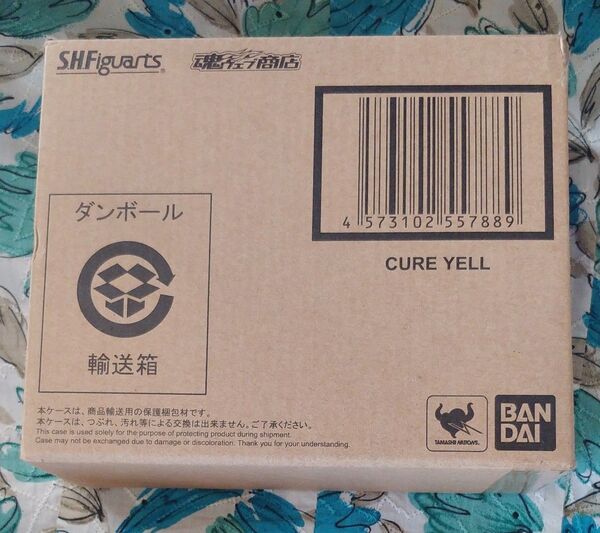 S.H.Figuarts®
魂ウェブ商店
4 573102 557889
CURE YELL
ダンボール
輸送箱
本ケースは、商品輸送用の保護梱包材です。
本ケースは、つぶれ、汚れ等による交換は出来ません。ご了承ください。
This case is used solely for the purpose of protecting product during shipment.
Case may not be exchanged due to damage or discoloration. Thank you for your understanding.
TAMASHII NATIONS
BAN
DAI